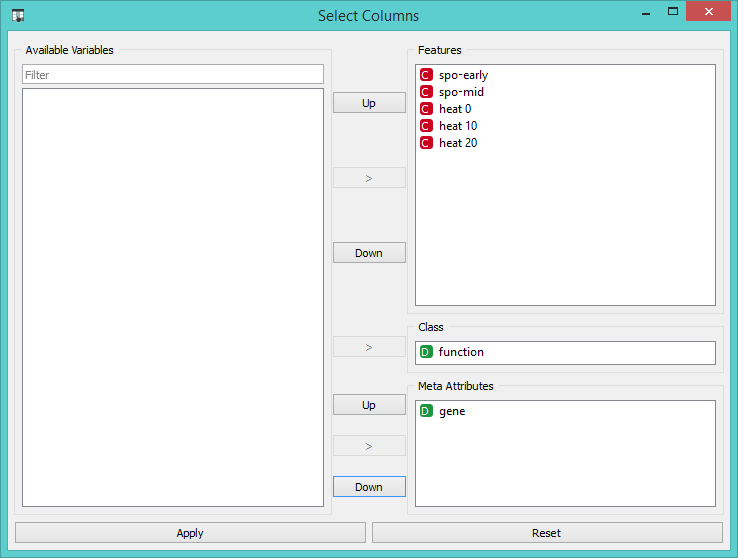 Select Columns
Available Variables
Filter
Up
>
Down
>
Up
>
Down
Features
C spo-early
C spo-mid
C heat 0
C heat 10
C heat 20
Class
D function
Meta Attributes
D gene
Apply
Reset